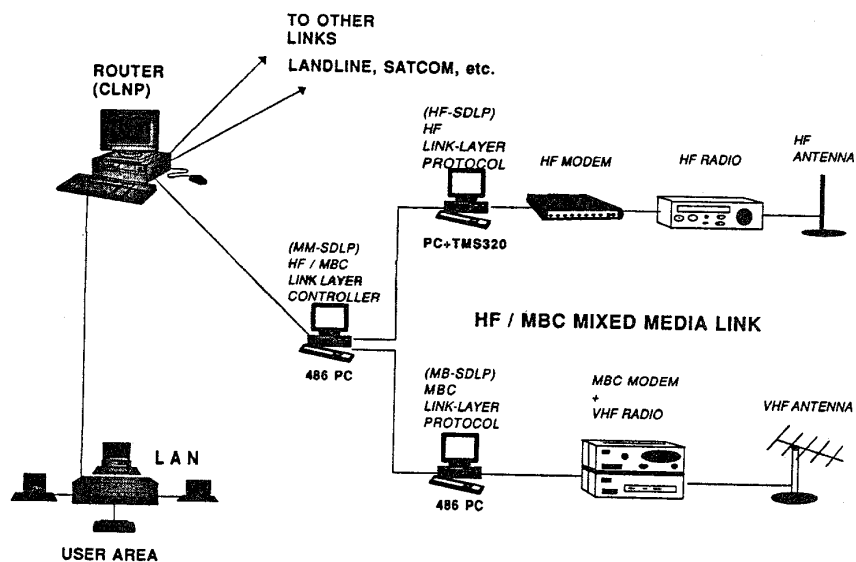 TO OTHER
LINKS
LANDLINE, SATCOM, etc.
ROUTER
(CLNP)
(HF-SDLP)
HF
LINK-LAYER
PROTOCOL
HF MODEM
HF RADIO
HF
ANTENNA
PC+TMS320
(MM-SDLP)
HF / MBC
LINK LAYER
CONTROLLER
486 PC
HF / MBC MIXED MEDIA LINK
(MB-SDLP)
MBC
LINK-LAYER
PROTOCOL
486 PC
MBC MODEM
+
VHF RADIO
VHF ANTENNA
LAN
USER AREA